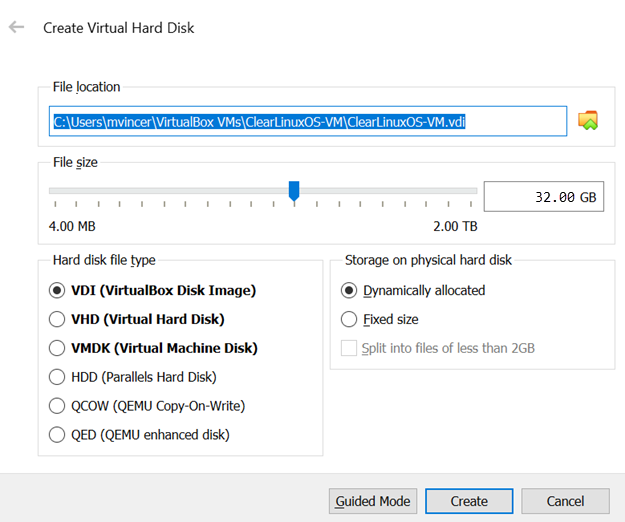 Create Virtual Hard Disk
File location
C:\Users\mvincer\VirtualBox VMs\ClearLinuxOS-VM\ClearLinuxOS-VM.vdi
File size
32.00 GB
4.00 MB 2.00 TB
Hard disk file type
VDI (VirtualBox Disk Image)
VHD (Virtual Hard Disk)
VMDK (Virtual Machine Disk)
HDD (Parallels Hard Disk)
QCOW (QEMU Copy-On-Write)
QED (QEMU enhanced disk)
Storage on physical hard disk
Dynamically allocated
Fixed size
Split into files of less than 2GB
Guided Mode Create Cancel